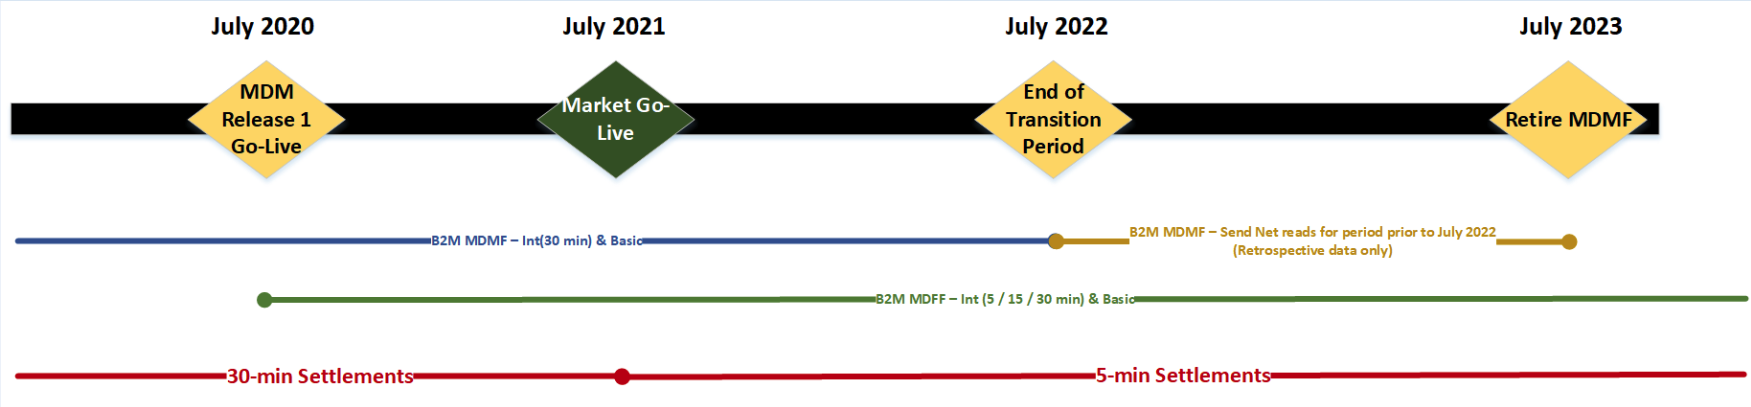 July 2020
July 2021
July 2022
July 2023
MDM
Release 1
Go-Live
Market Go-
Live
End of
Transition
Period
Retire MDMF
B2M MDMF – Int(30 min) & Basic
B2M MDMF – Send Net reads for period prior to July 2022
(Retrospective data only)
B2M MDFF – Int (5 / 15 / 30 min) & Basic
30-min Settlements
5-min Settlements